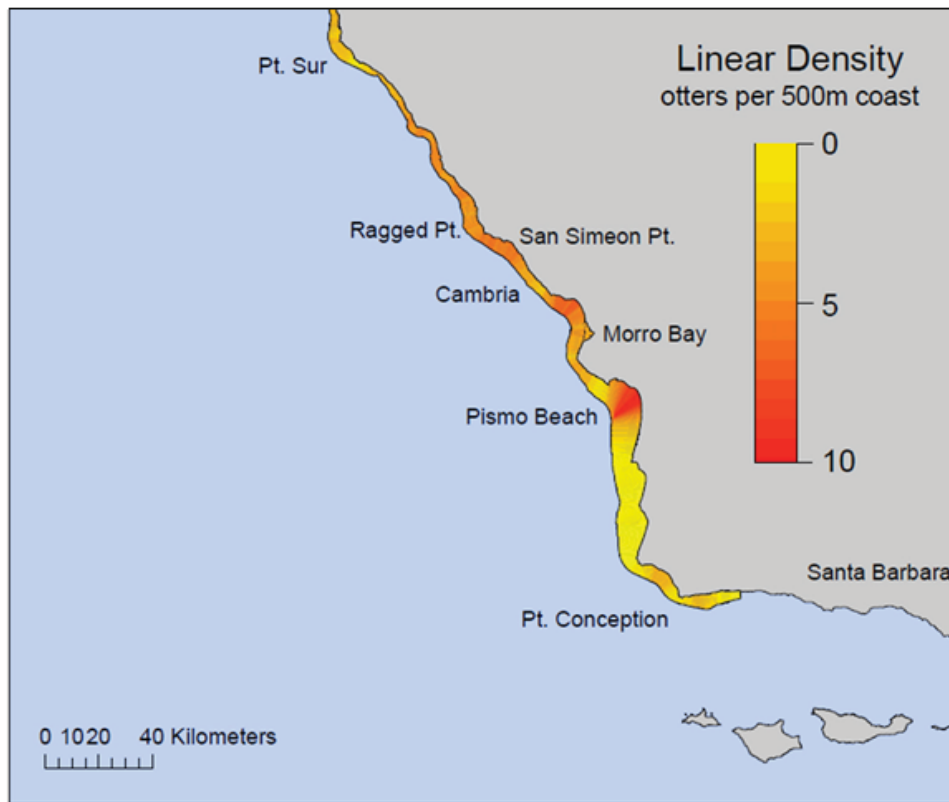 Linear Density
otters per 500m coast
0
5
10
Pt. Sur
Ragged Pt.
San Simeon Pt.
Cambria
Morro Bay
Pismo Beach
Santa Barbara
Pt. Conception
0 1020 40 Kilometers